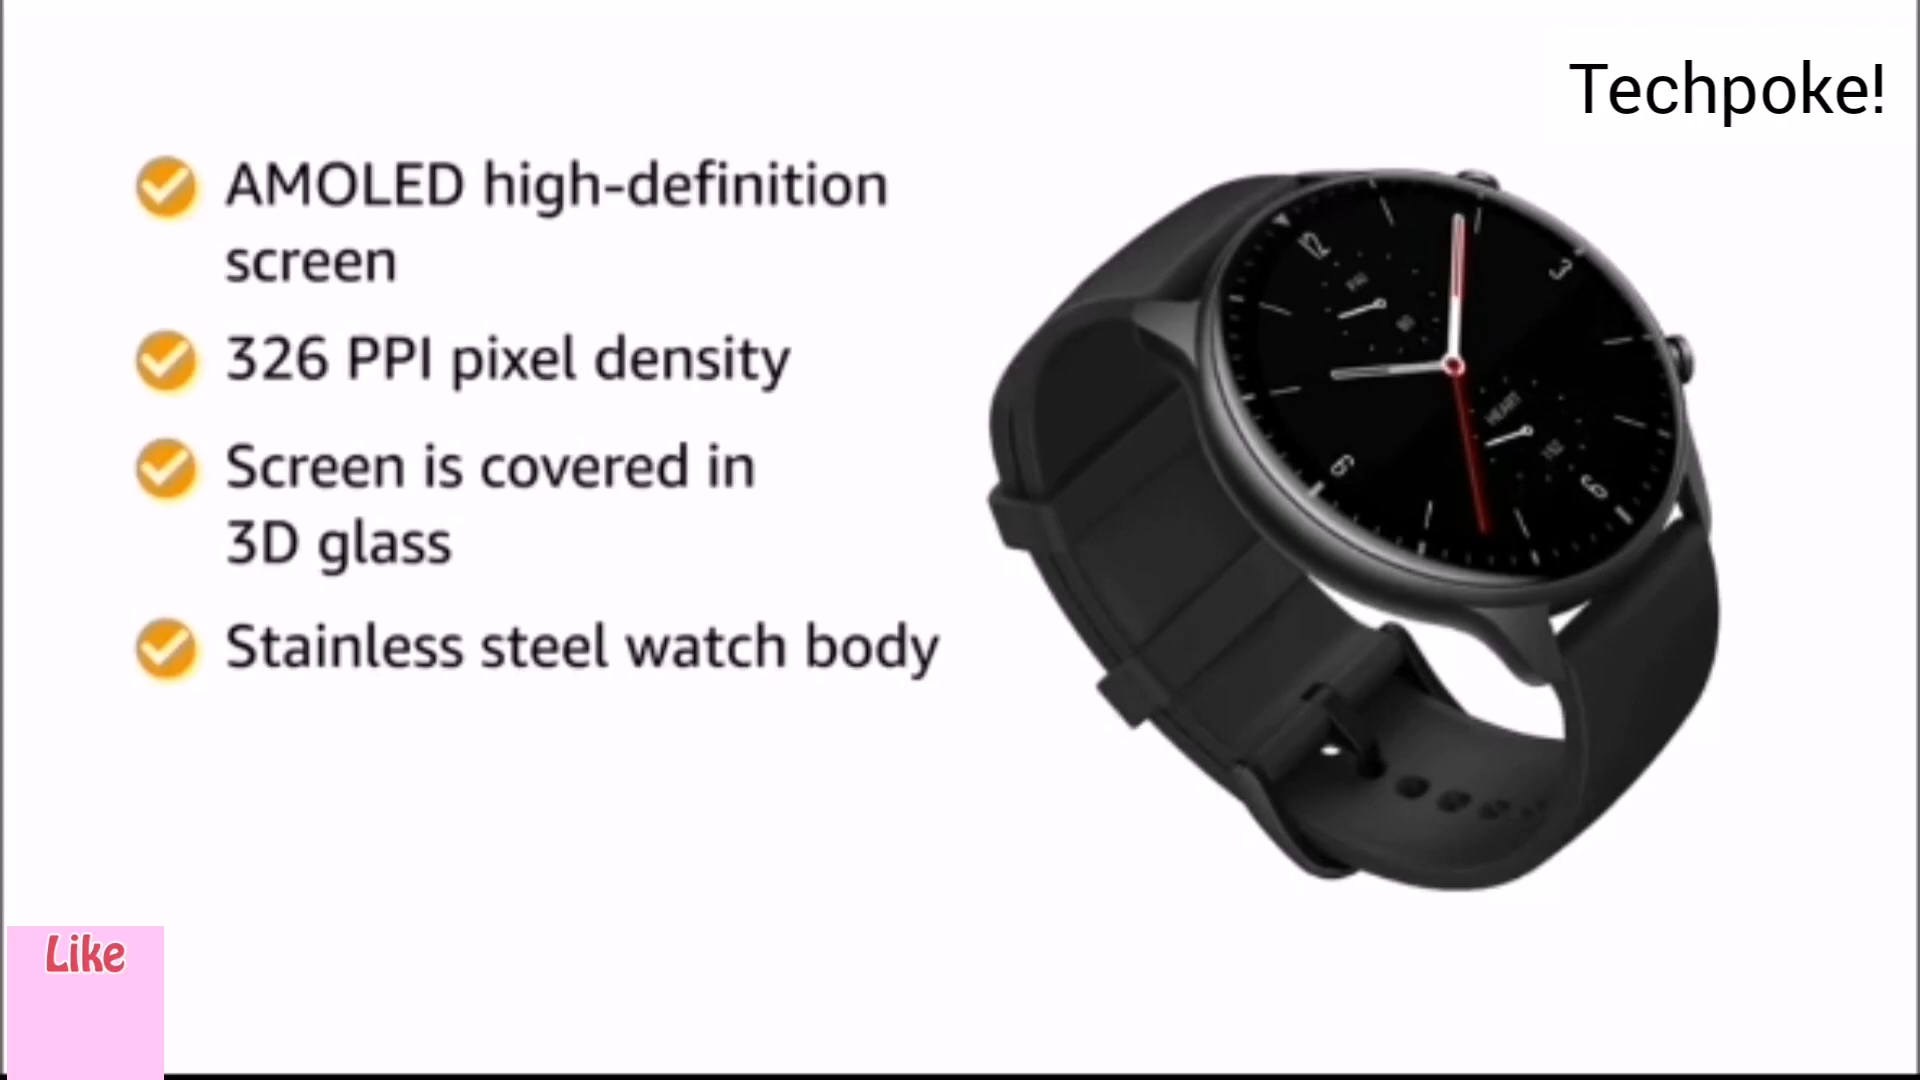 Techpoke!
AMOLED high-definition
screen
326 PPI pixel density
Screen is covered in
3D glass
Stainless steel watch body
12
3
6
9
HEART
Like